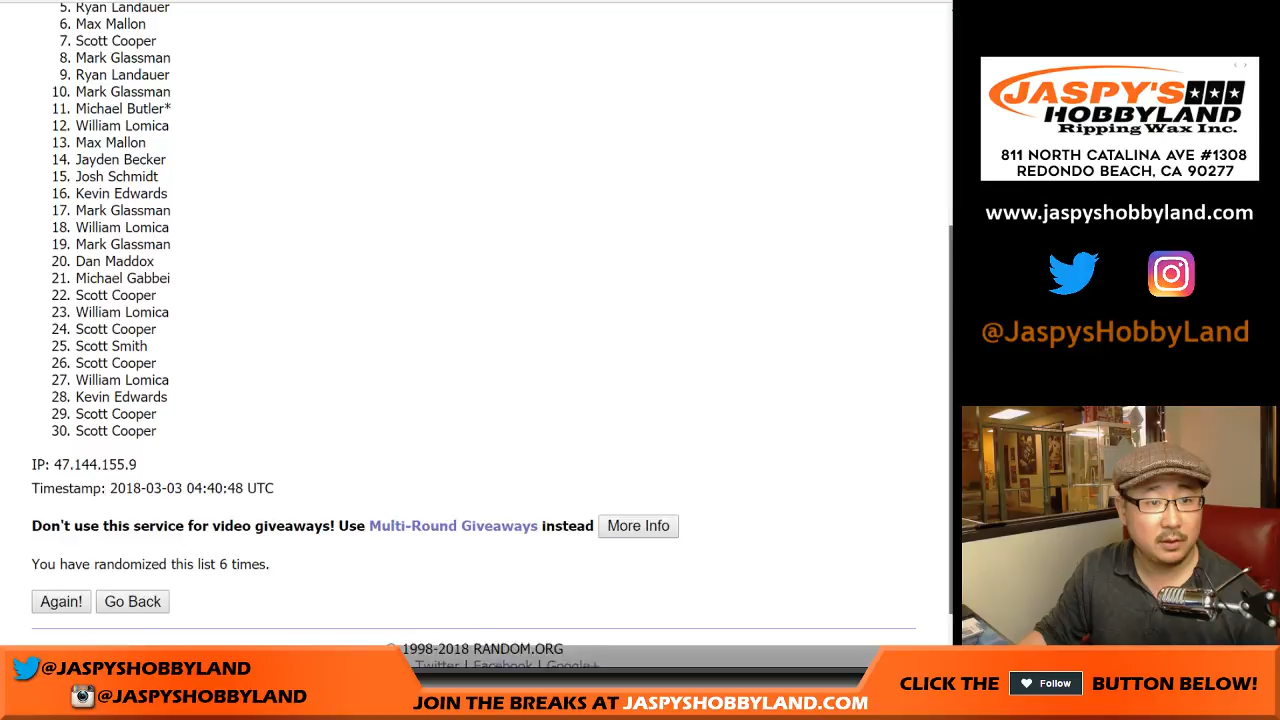 5. Ryan Landauer
6. Max Mallon
7. Scott Cooper
8. Mark Glassman
9. Ryan Landauer
10. Mark Glassman
11. Michael Butler*
12. William Lomica
13. Max Mallon
14. Jayden Becker
15. Josh Schmidt
16. Kevin Edwards
17. Mark Glassman
18. William Lomica
19. Mark Glassman
20. Dan Maddox
21. Michael Gabbei
22. Scott Cooper
23. William Lomica
24. Scott Cooper
25. Scott Smith
26. Scott Cooper
27. William Lomica
28. Kevin Edwards
29. Scott Cooper
30. Scott Cooper
IP: 47.144.155.9
Timestamp: 2018-03-03 04:40:48 UTC
Don't use this service for video giveaways! Use Multi-Round Giveaways instead More Info
You have randomized this list 6 times.
Again! Go Back
© 1998-2018 RANDOM.ORG
Twitter | Facebook | Google+
JASPY'S
HOBBYLAND
Ripping Wax Inc.
811 NORTH CATALINA AVE #1308
REDONDO BEACH, CA 90277
www.jaspyshobbyland.com
@JaspysHobbyLand
@JASPYSHOBBYLAND
@JASPYSHOBBYLAND
JOIN THE BREAKS AT JASPYSHOBBYLAND.COM
CLICK THE Follow BUTTON BELOW!